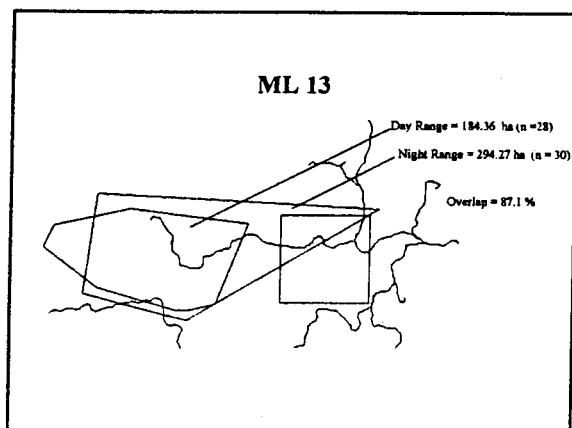 ML 13
Day Range = 184.36 ha (n =28)
Night Range = 294.27 ha (n = 30)
Overlap = 87.1 %